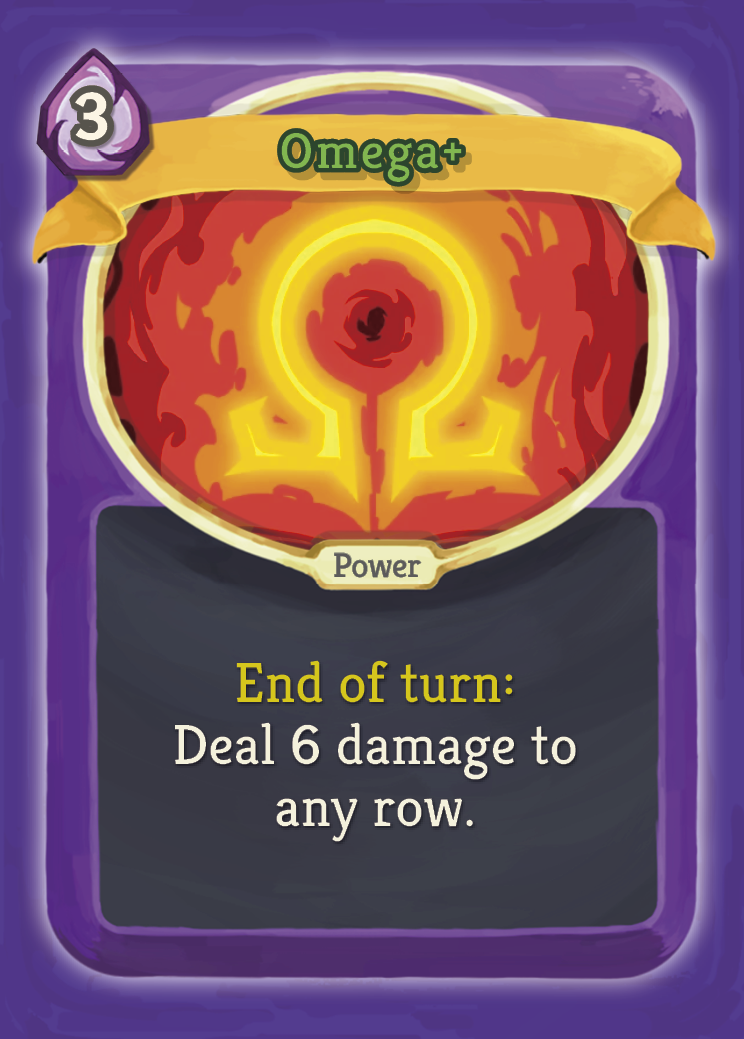 3
Omega+
Power
End of turn:
Deal 6 damage to
any row.